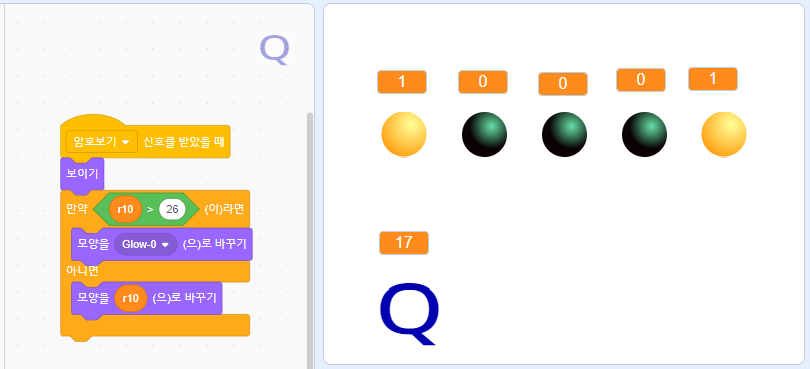 Q
암호보기 신호를 받았을 때
보이기
만약 r10 > 26 (이)라면
모양을 Glow-0 (으)로 바꾸기
아니면
모양을 r10 (으)로 바꾸기
1 0 0 0 1
17
Q